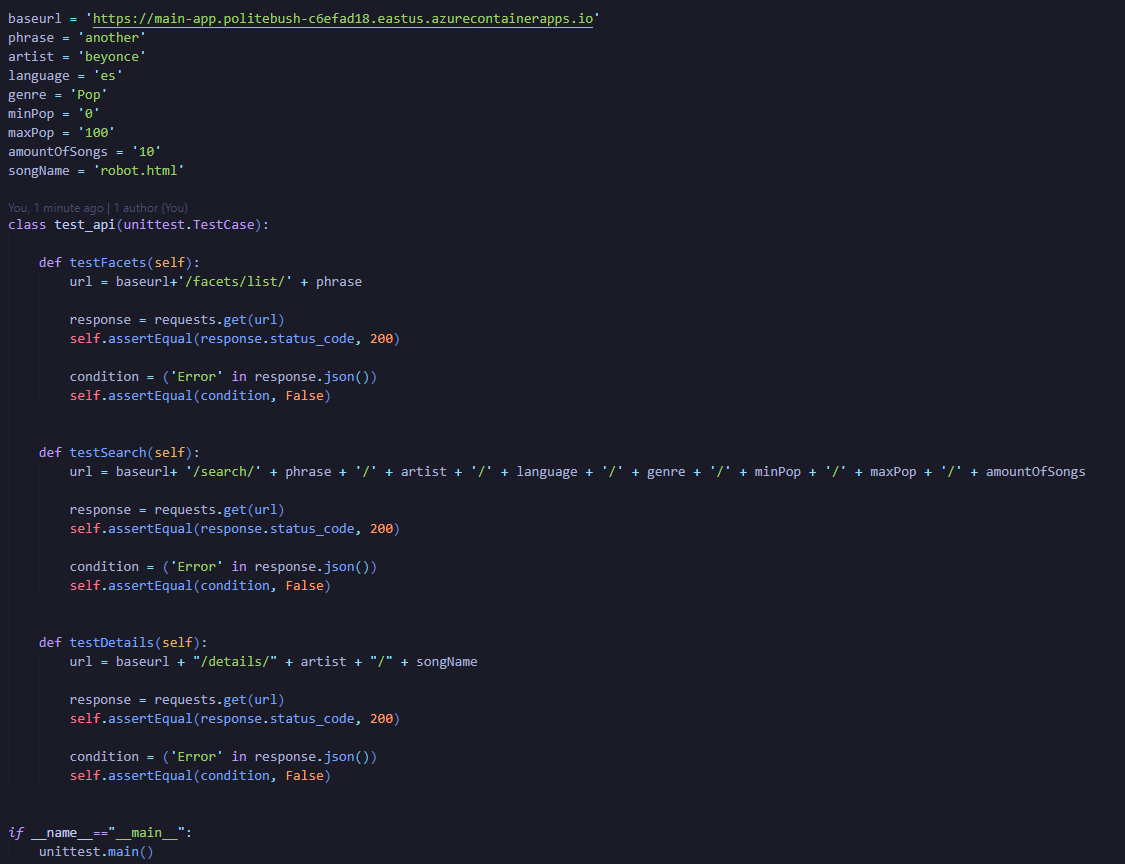 baseurl = 'https://main-app.politebush-c6efad18.eastus.azurecontainerapps.io'
phrase = 'another'
artist = 'beyonce'
language = 'es'
genre = 'Pop'
minPop = '0'
maxPop = '100'
amountOfSongs = '10'
songName = 'robot.html'
You, 1 minute ago | 1 author (You)
class test_api(unittest.TestCase):
    def testFacets(self):
        url = baseurl+'/facets/list/' + phrase
        response = requests.get(url)
        self.assertEqual(response.status_code, 200)
        condition = ('Error' in response.json())
        self.assertEqual(condition, False)
    def testSearch(self):
        url = baseurl+ '/search/' + phrase + '/' + artist + '/' + language + '/' + genre + '/' + minPop + '/' + maxPop + '/' + amountOfSongs
        response = requests.get(url)
        self.assertEqual(response.status_code, 200)
        condition = ('Error' in response.json())
        self.assertEqual(condition, False)
    def testDetails(self):
        url = baseurl + "/details/" + artist + "/" + songName
        response = requests.get(url)
        self.assertEqual(response.status_code, 200)
        condition = ('Error' in response.json())
        self.assertEqual(condition, False)
if __name__=="__main__":
    unittest.main()